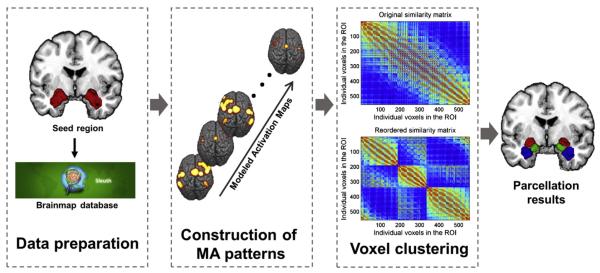 Seed region
Sleuth
Brainmap database
Data preparation
Modeled Activation Maps
Construction of
MA patterns
Original similarity matrix
Individual voxels in the ROI
100
200
300
400
500
100 200 300 400 500
Individual voxels in the ROI
Reordered similarity matrix
Individual voxels in the ROI
100
200
300
400
500
100 200 300 400 500
Individual voxels in the ROI
Voxel clustering
Parcellation
results